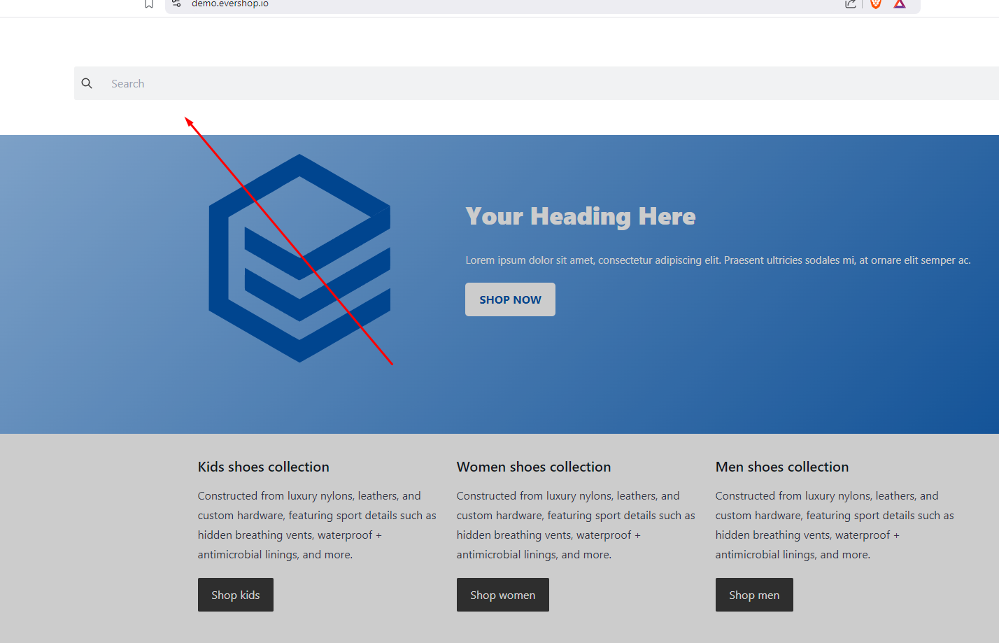 demo.evershop.io
Search
Your Heading Here
Lorem ipsum dolor sit amet, consectetur adipiscing elit. Praesent ultricies sodales mi, at ornare elit semper ac.
SHOP NOW
Kids shoes collection
Constructed from luxury nylons, leathers, and
custom hardware, featuring sport details such as
hidden breathing vents, waterproof +
antimicrobial linings, and more.
Shop kids
Women shoes collection
Constructed from luxury nylons, leathers, and
custom hardware, featuring sport details such as
hidden breathing vents, waterproof +
antimicrobial linings, and more.
Shop women
Men shoes collection
Constructed from luxury nylons, leathers, and
custom hardware, featuring sport details such as
hidden breathing vents, waterproof +
antimicrobial linings, and more.
Shop men